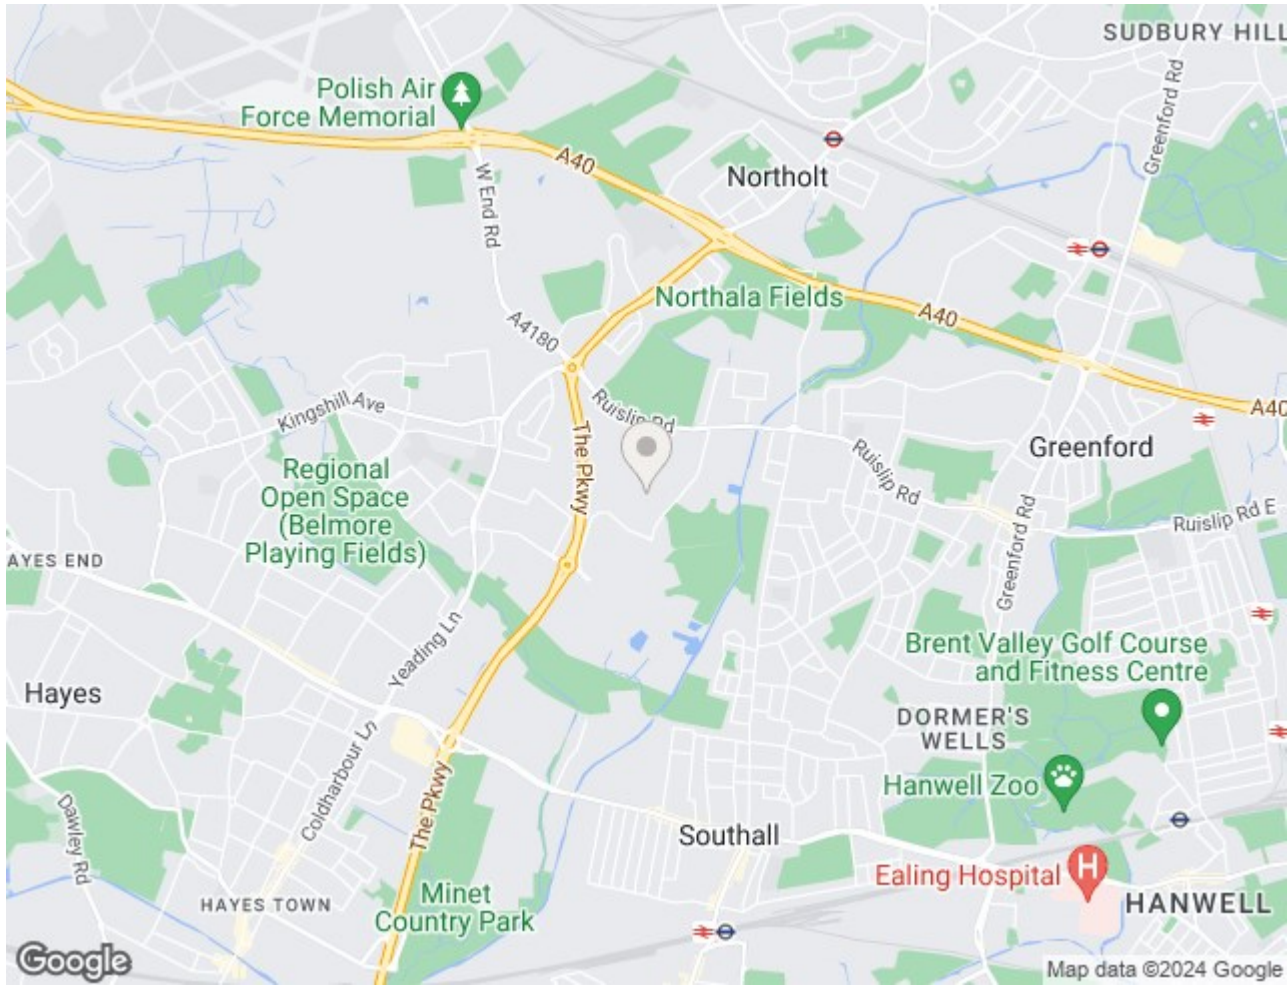 SUDBURY HILL
Polish Air
Force Memorial
Greenford Rd
A40
W End Rd
Northolt
Northala Fields
A40
A4180
A40
Kingshill Ave
Ruislip Rd
The Pkwy
Greenford
Ruislip Rd
Regional
Open Space
(Belmore
Playing Fields)
Ruislip Rd E
AYES END
Greenford Rd
Yeading Ln
Brent Valley Golf Course
and Fitness Centre
Hayes
DORMER'S
WELLS
Coldharbour Ln
The Pkwy
Hanwell Zoo
Dawley Rd
Southall
Ealing Hospital
H
HANWELL
HAYES TOWN
Minet
Country Park
Google
Map data ©2024 Google